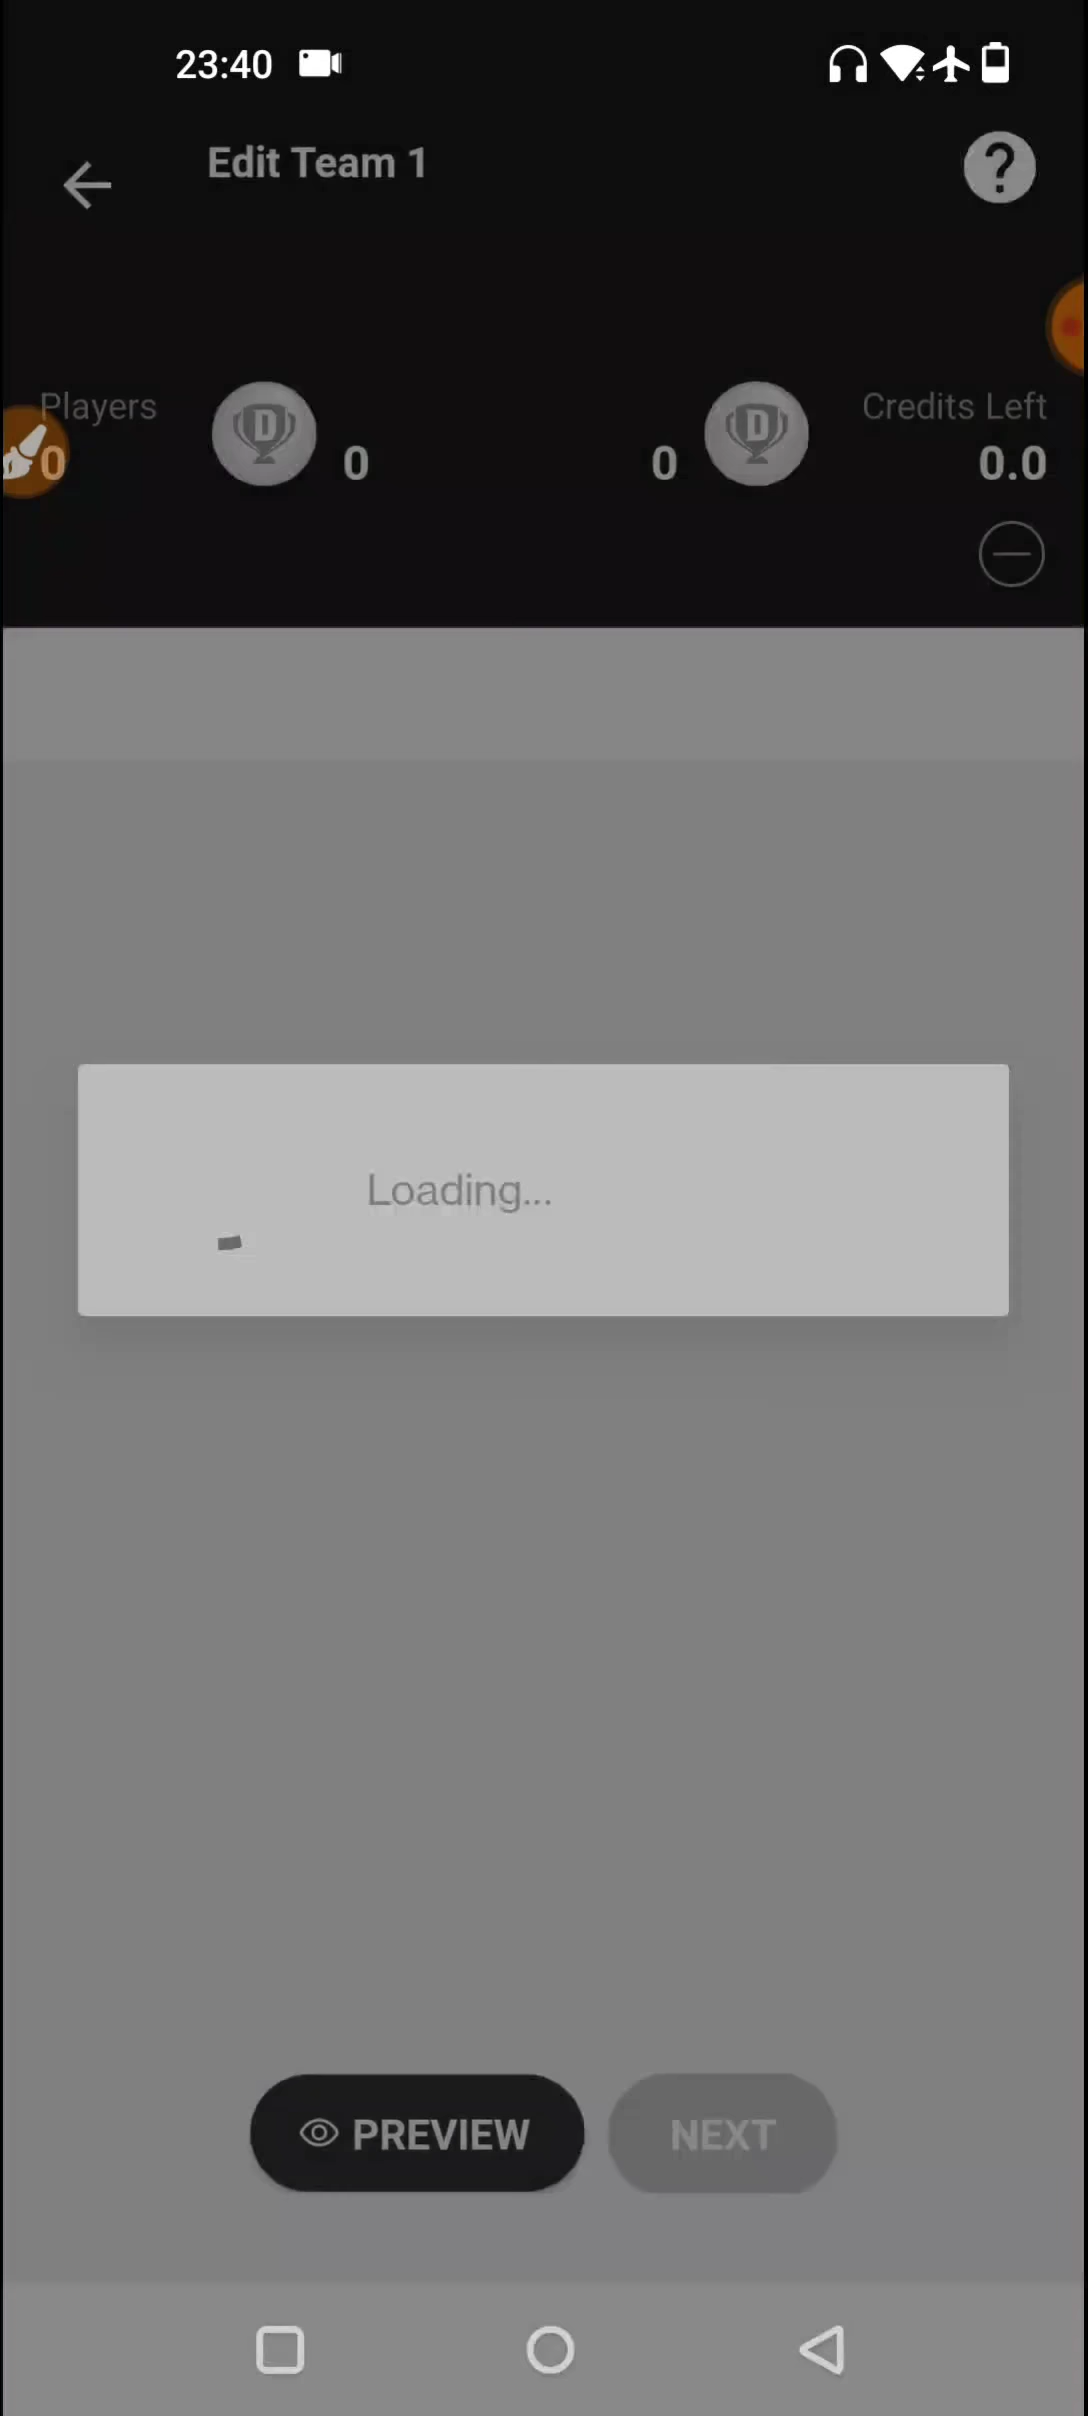 23:40
Edit Team 1
?
Players
Credits Left
D
D
0
0
0
0.0
Loading...
PREVIEW
NEXT